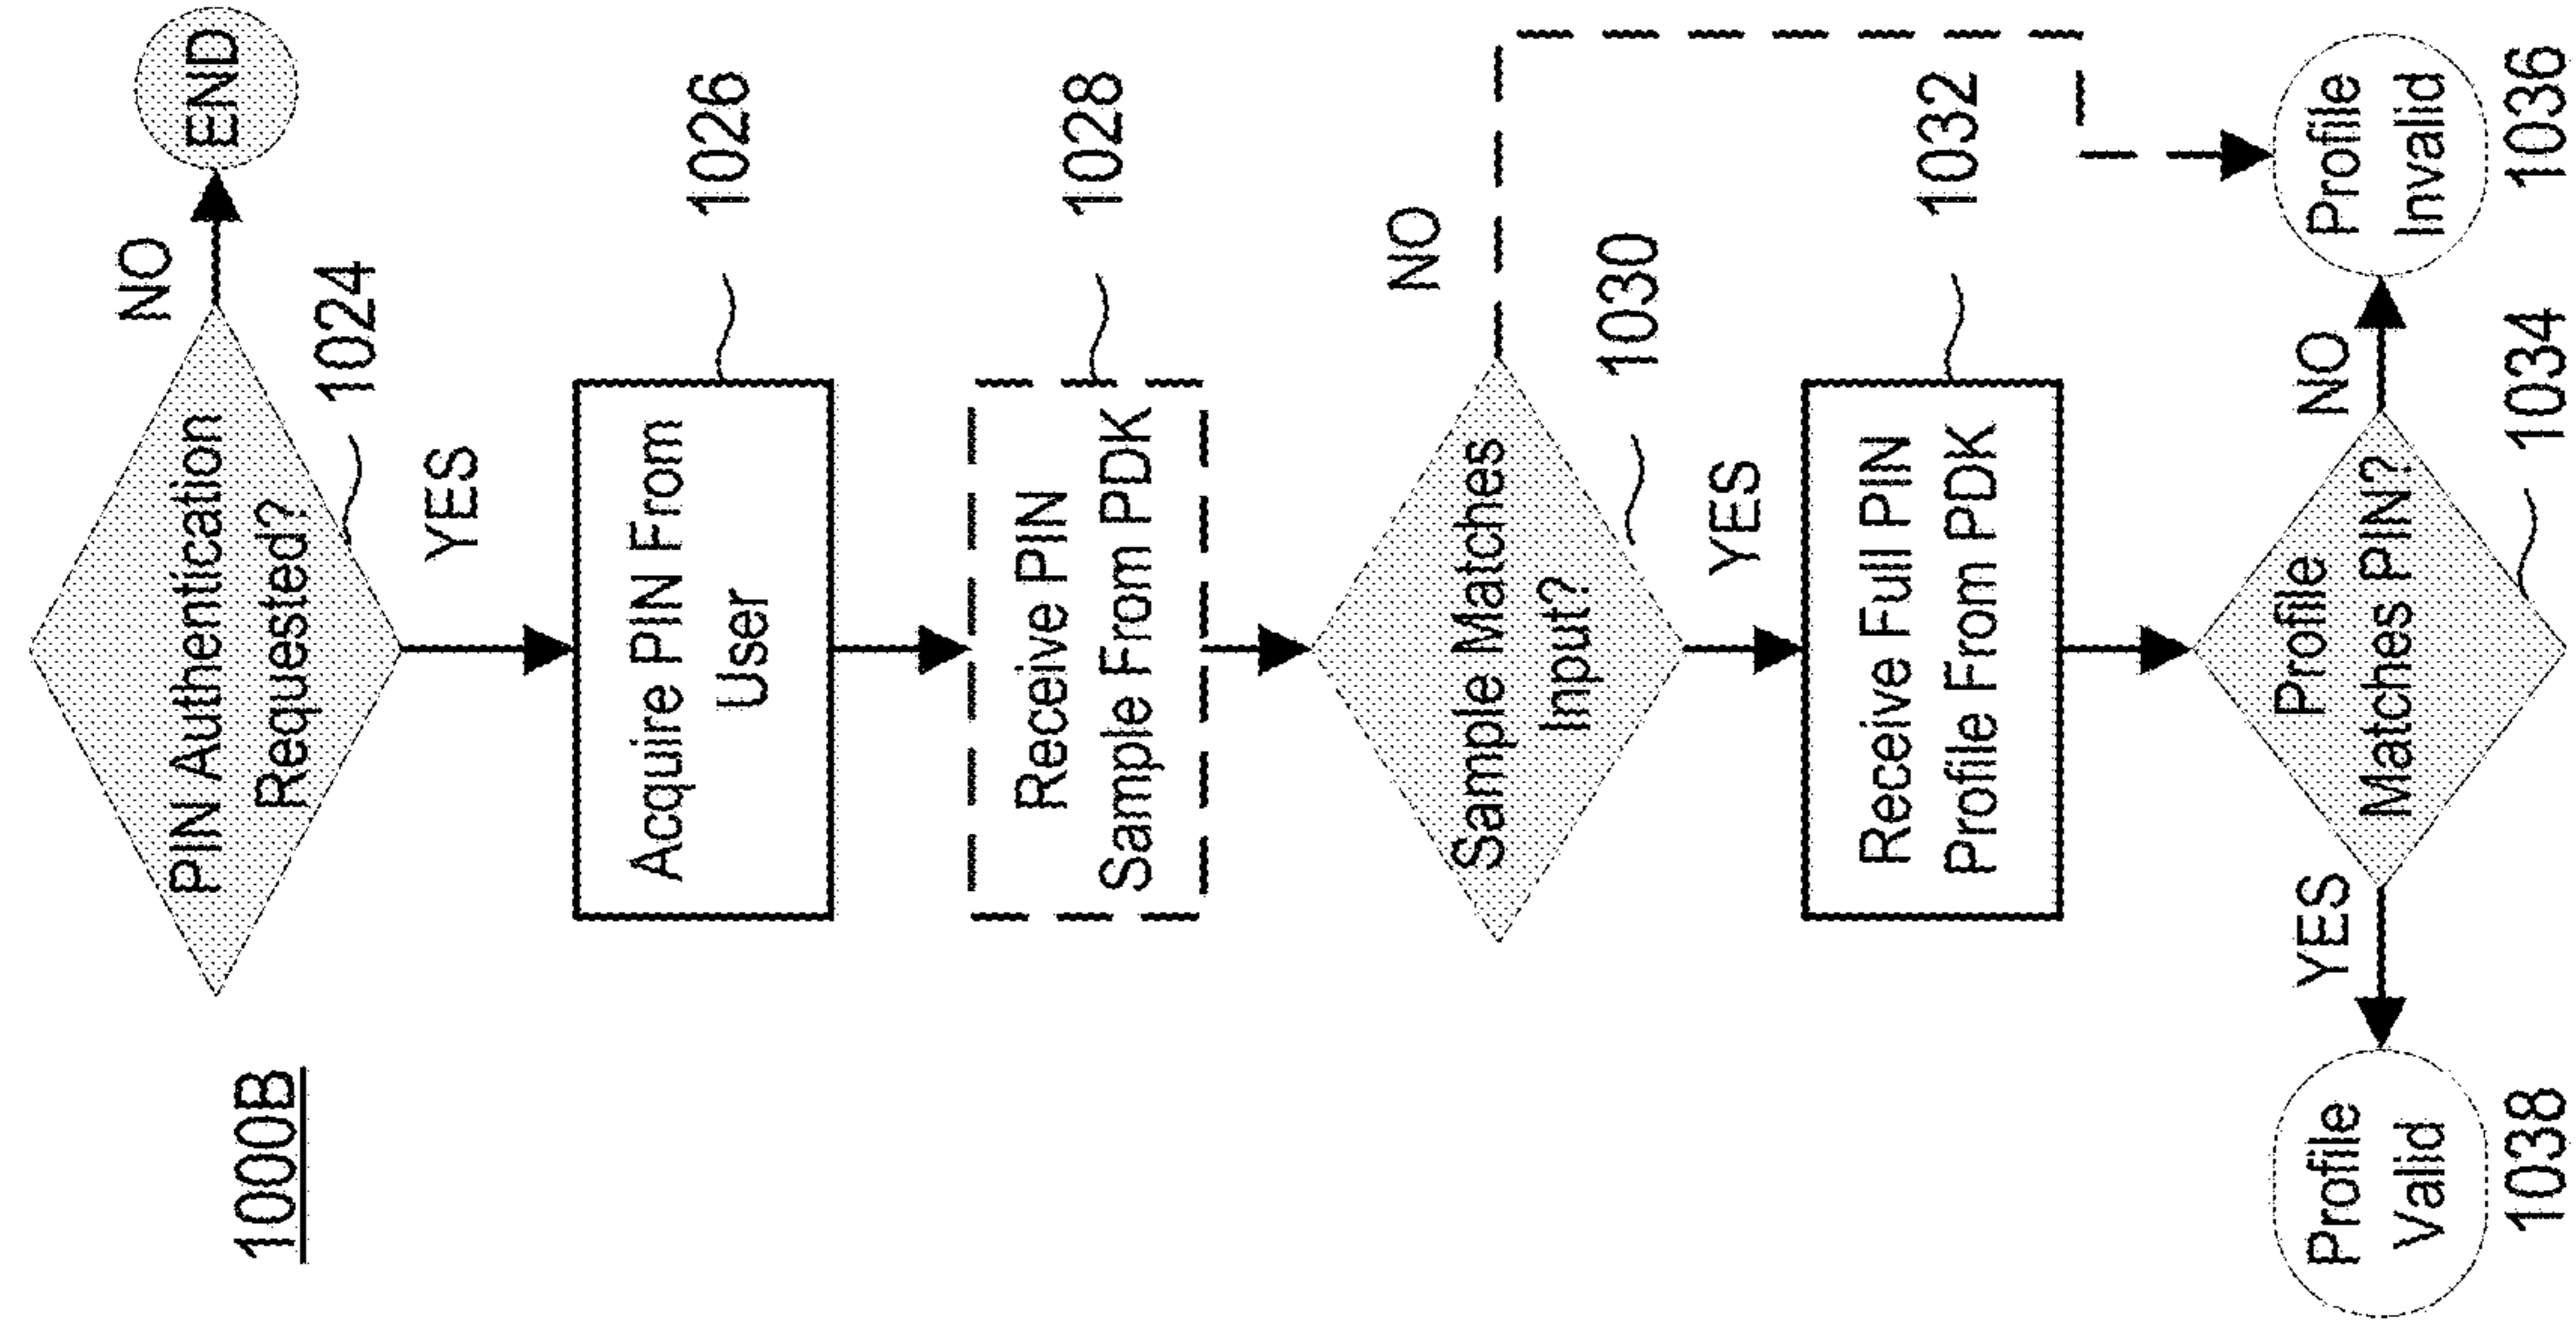 1000B
PIN Authentication
Requested?
1024
NO
END
YES
Acquire PIN From
User
1026
Receive PIN
Sample From PDK
1028
Sample Matches
Input?
1030
NO
YES
Receive Full PIN
Profile From PDK
1032
Profile
Matches PIN?
1034
YES
NO
Profile
Valid
1038
Profile
Invalid
1036